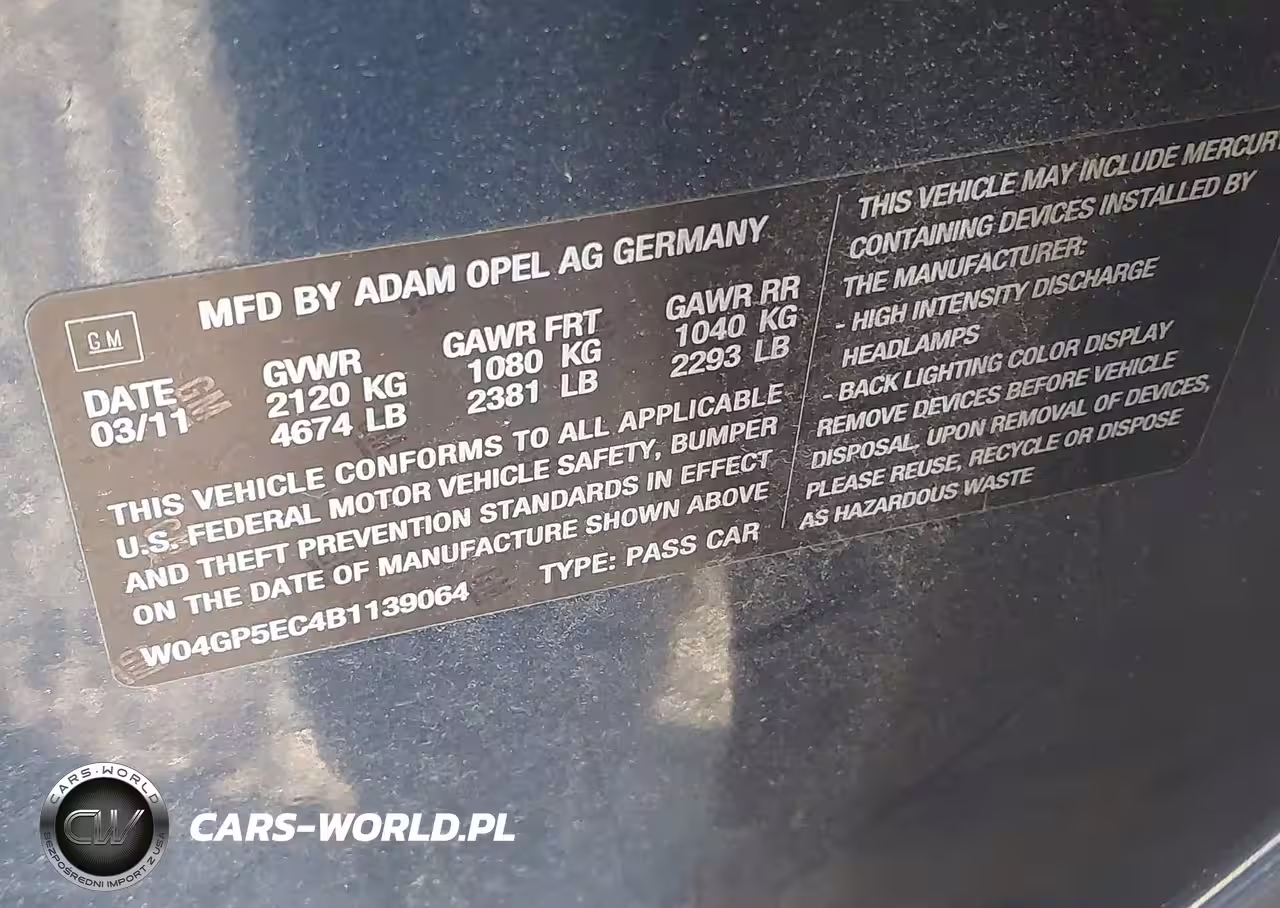 GM
MFD BY ADAM OPEL AG GERMANY
DATE GVWR GAWR FRT GAWR RR
03/11 2120 KG 1080 KG 1040 KG
4674 LB 2381 LB 2293 LB
THIS VEHICLE CONFORMS TO ALL APPLICABLE
U.S. FEDERAL MOTOR VEHICLE SAFETY, BUMPER
AND THEFT PREVENTION STANDARDS IN EFFECT
ON THE DATE OF MANUFACTURE SHOWN ABOVE
W04GP5EC4B1139064 TYPE: PASS CAR
THIS VEHICLE MAY INCLUDE MERCURY
CONTAINING DEVICES INSTALLED BY
THE MANUFACTURER:
- HIGH INTENSITY DISCHARGE
HEADLAMPS
- BACK LIGHTING COLOR DISPLAY
REMOVE DEVICES BEFORE VEHICLE
DISPOSAL. UPON REMOVAL OF DEVICES,
PLEASE REUSE, RECYCLE OR DISPOSE
AS HAZARDOUS WASTE
CARS-WORLD
CW
BEZPOŚREDNI IMPORT Z USA
CARS-WORLD.PL